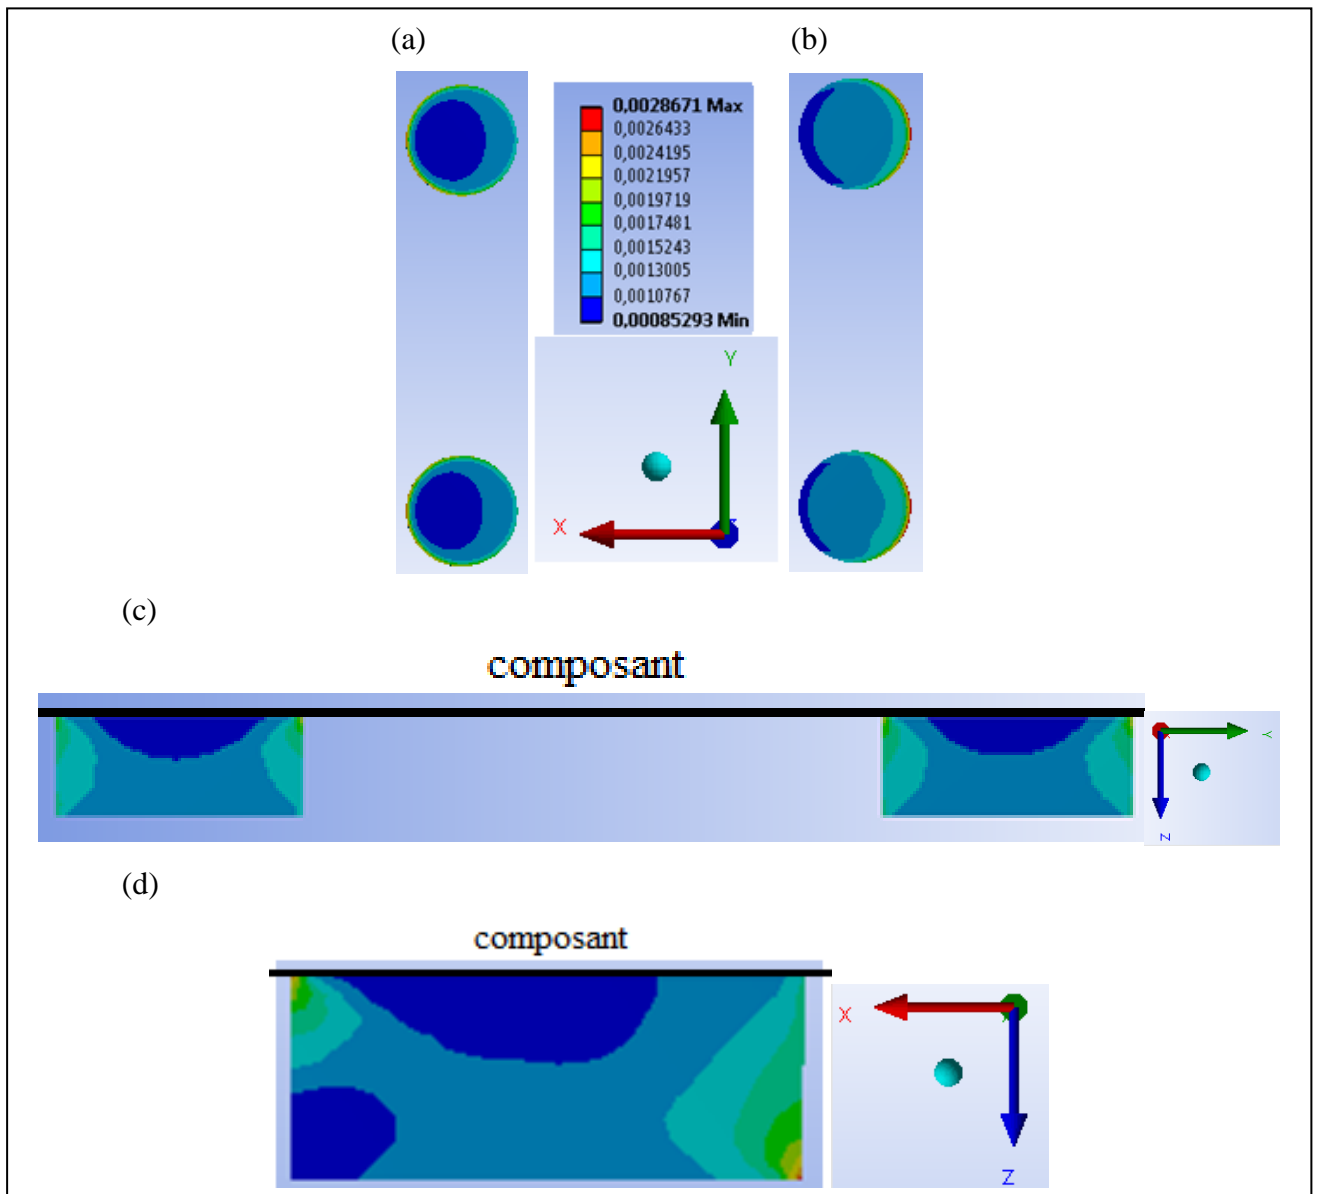 (a)
(b)
0,0028671 Max
0,0026433
0,0024195
0,0021957
0,0019719
0,0017481
0,0015243
0,0013005
0,0010767
0,00085293 Min
Y
X
(c)
composant
Y
Z
(d)
composant
X
Z